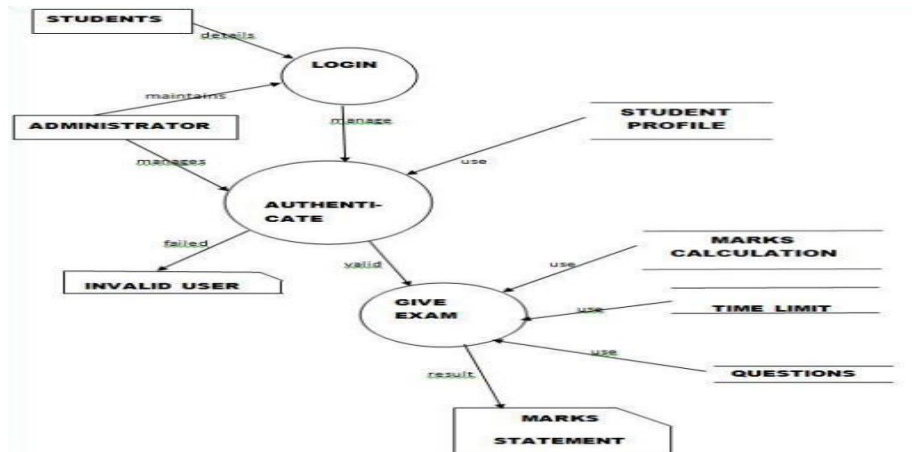 STUDENTS
details
LOGIN
maintains
ADMINISTRATOR
manage
STUDENT
PROFILE
manages
use
AUTHENTI-
CATE
failed
valid
INVALID USER
MARKS
CALCULATION
use
GIVE
EXAM
use
TIME LIMIT
use
QUESTIONS
result
MARKS
STATEMENT